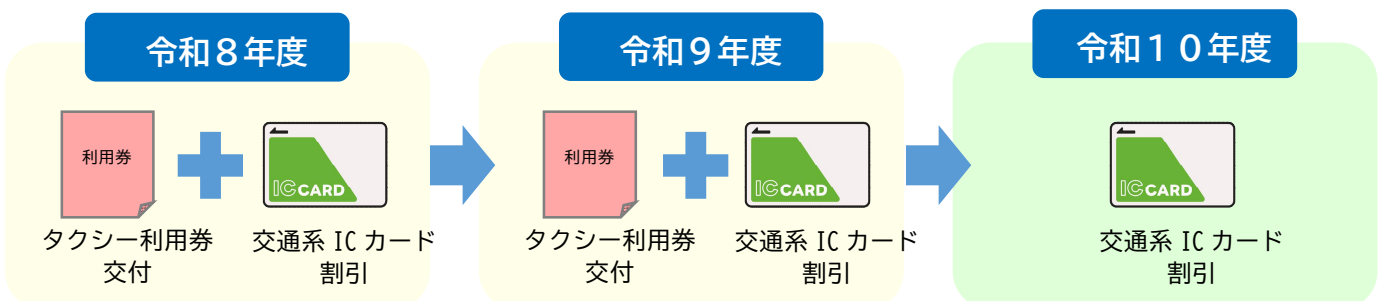 令和８年度
利用券
IC CARD
タクシー利用券
交付
交通系 IC カード
割引
令和９年度
利用券
IC CARD
タクシー利用券
交付
交通系 IC カード
割引
令和１０年度
IC CARD
交通系 IC カード
割引